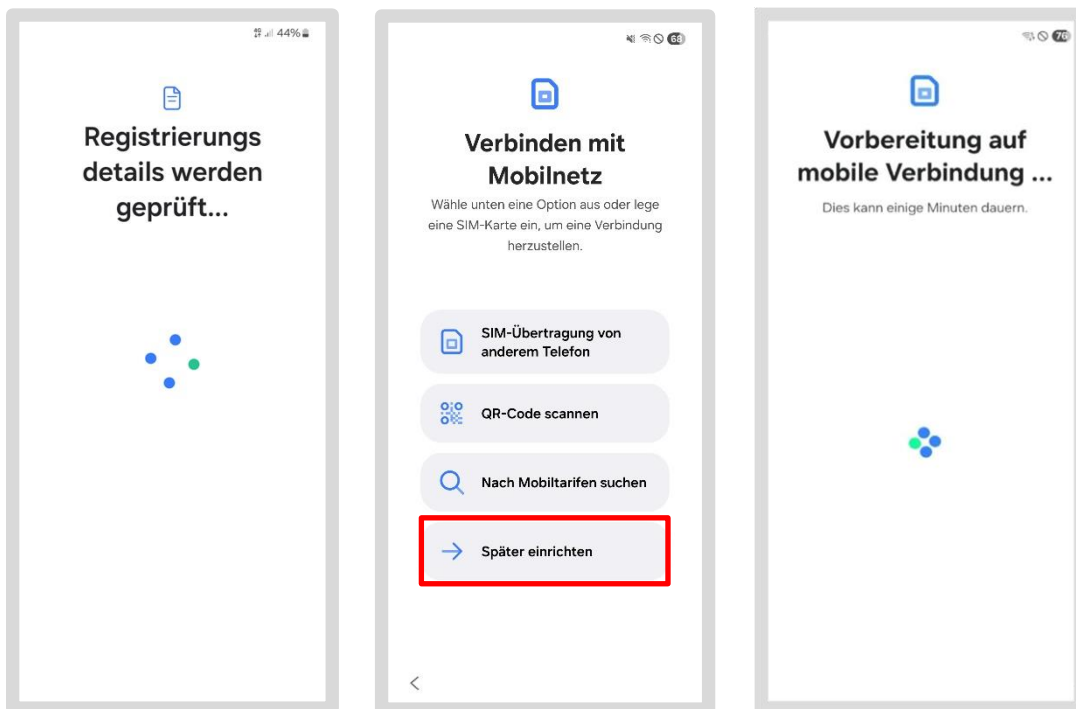 44%
Registrierungs
details werden
geprüft...
68
Verbinden mit
Mobilnetz
Wähle unten eine Option aus oder lege
eine SIM-Karte ein, um eine Verbindung
herzustellen.
SIM-Übertragung von
anderem Telefon
QR-Code scannen
Nach Mobiltarifen suchen
Später einrichten
76
Vorbereitung auf
mobile Verbindung ...
Dies kann einige Minuten dauern.